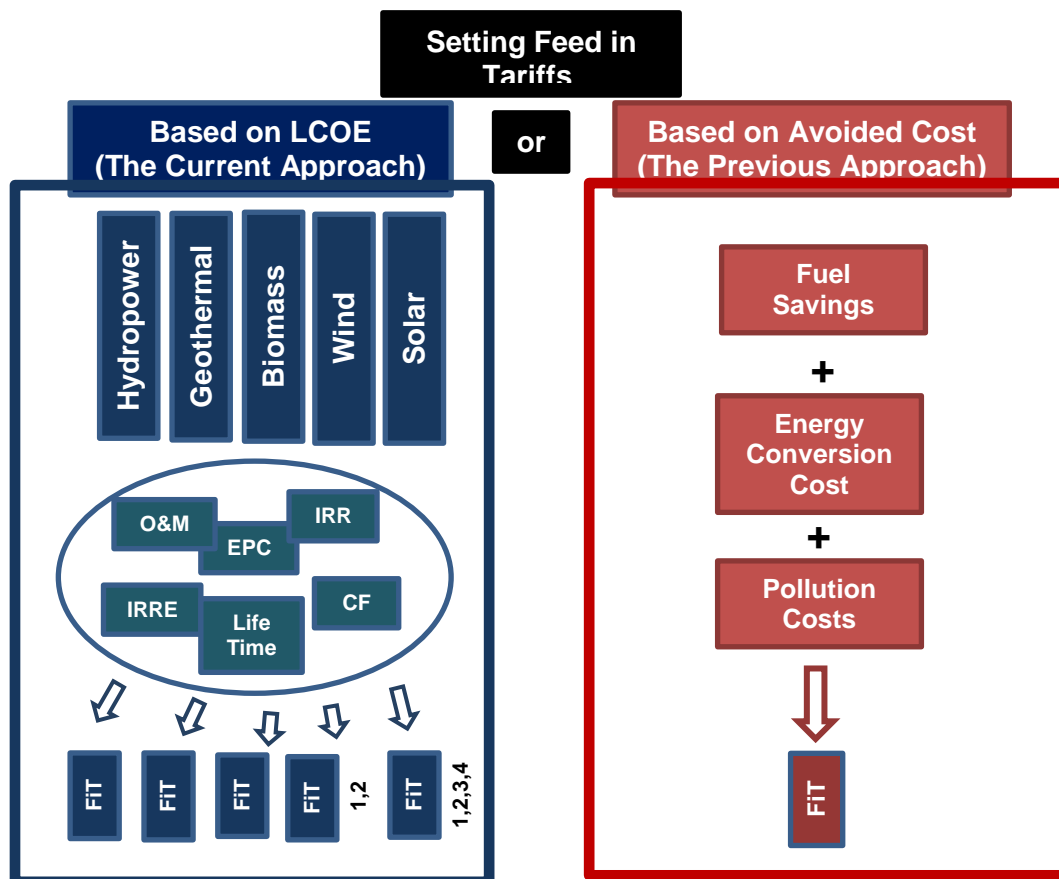 Setting Feed in
Tariffs
Based on LCOE
(The Current Approach)
or
Based on Avoided Cost
(The Previous Approach)
Hydropower
Geothermal
Biomass
Wind
Solar
O&M
EPC
IRR
IRRE
Life
Time
CF
FiT
FiT
FiT
FiT
1,2
FiT
1,2,3,4
Fuel
Savings
+
Energy
Conversion
Cost
+
Pollution
Costs
FiT